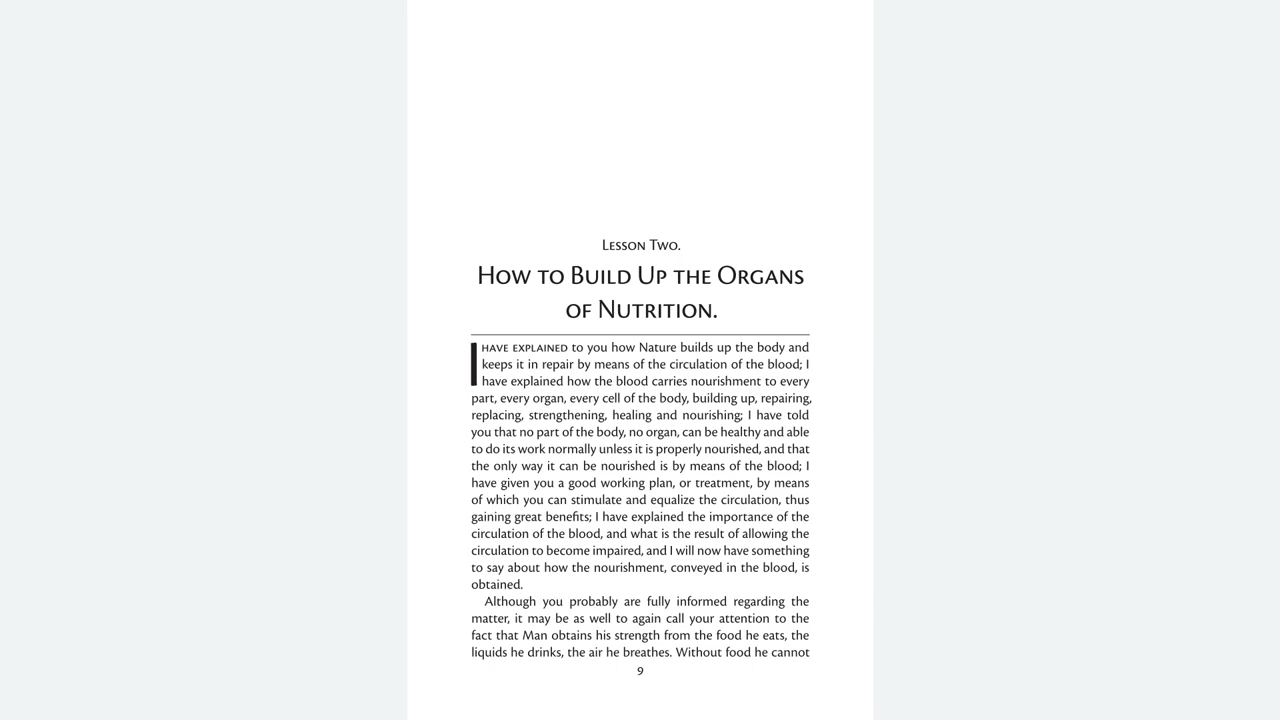 Lesson Two.
How to Build Up the Organs
of Nutrition.
I have explained to you how Nature builds up the body and
keeps it in repair by means of the circulation of the blood; I
have explained how the blood carries nourishment to every
part, every organ, every cell of the body, building up, repairing,
replacing, strengthening, healing and nourishing; I have told
you that no part of the body, no organ, can be healthy and able
to do its work normally unless it is properly nourished, and that
the only way it can be nourished is by means of the blood; I
have given you a good working plan, or treatment, by means
of which you can stimulate and equalize the circulation, thus
gaining great benefits; I have explained the importance of the
circulation of the blood, and what is the result of allowing the
circulation to become impaired, and I will now have something
to say about how the nourishment, conveyed in the blood, is
obtained.
Although you probably are fully informed regarding the
matter, it may be as well to again call your attention to the
fact that Man obtains his strength from the food he eats, the
liquids he drinks, the air he breathes. Without food he cannot
9